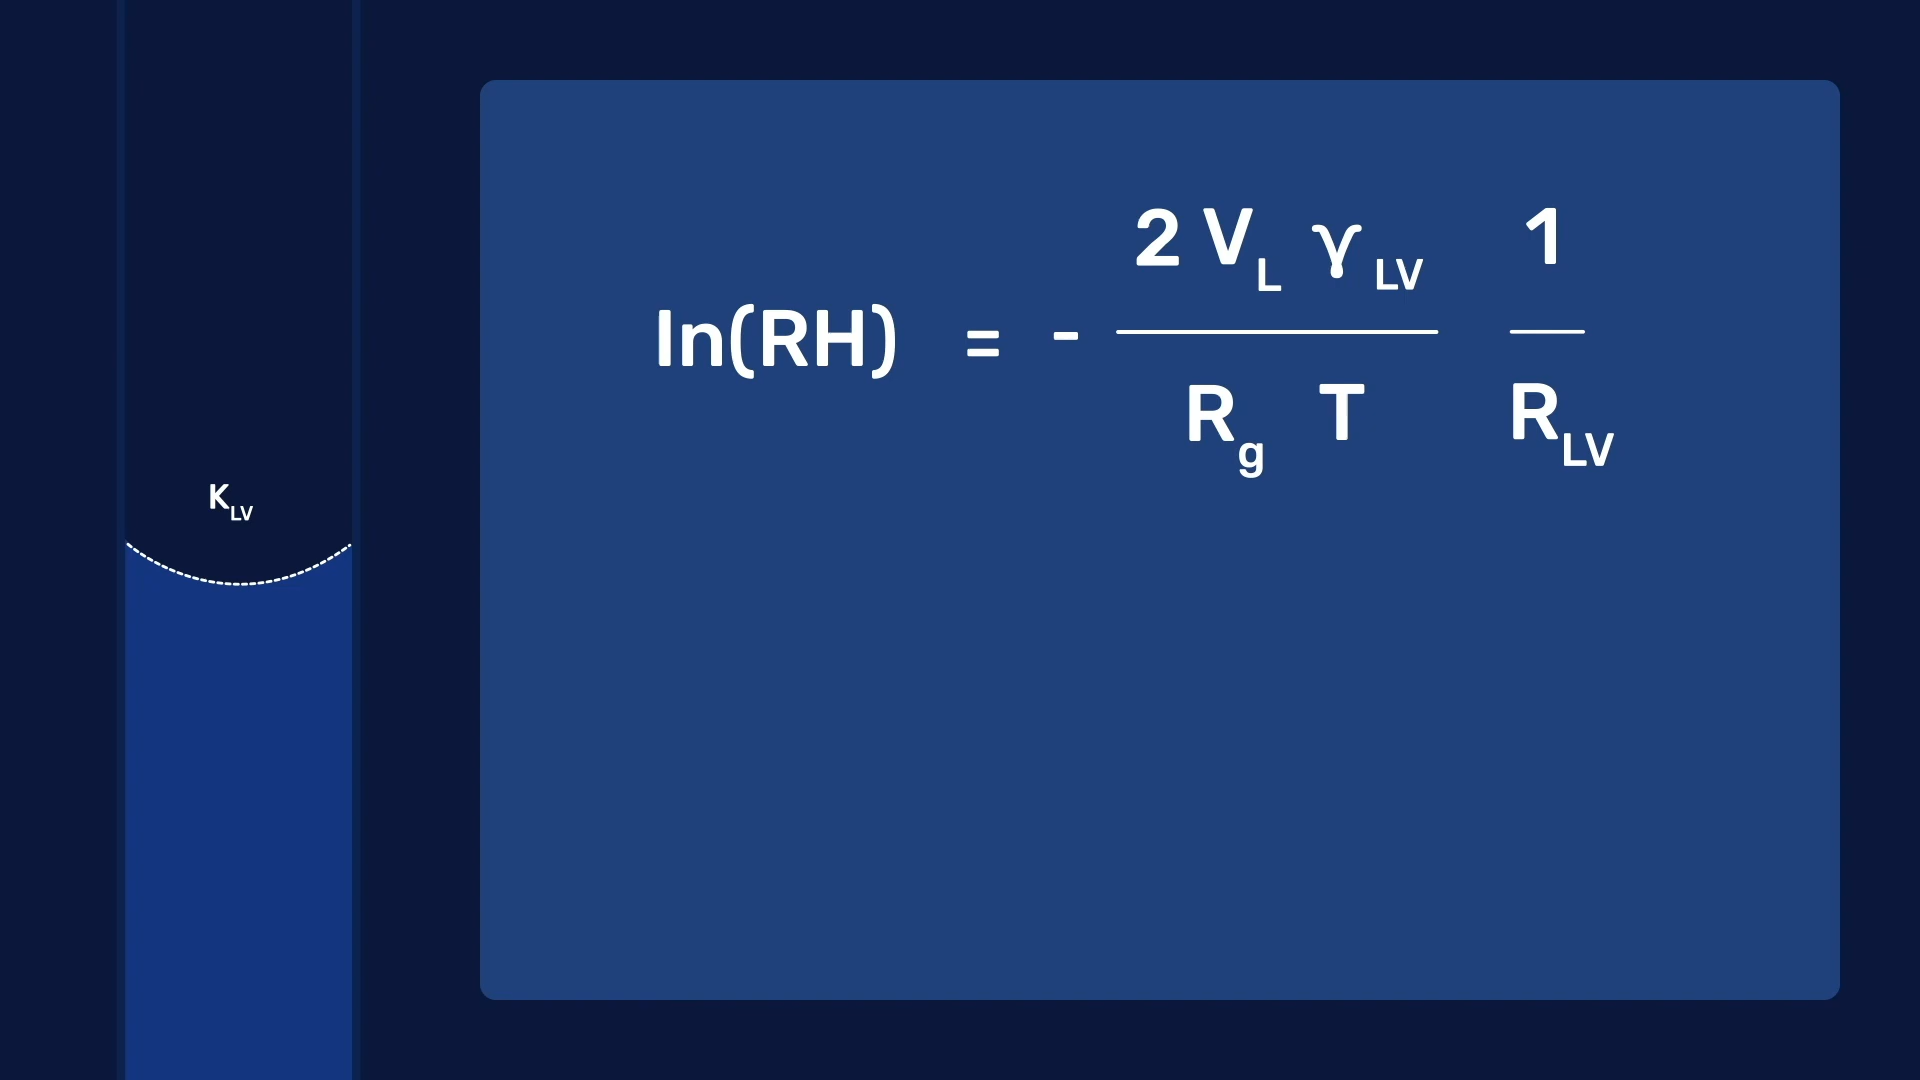 ln(RH) = - 2 V_L γ_LV / R_g T 1 / R_LV
K_LV